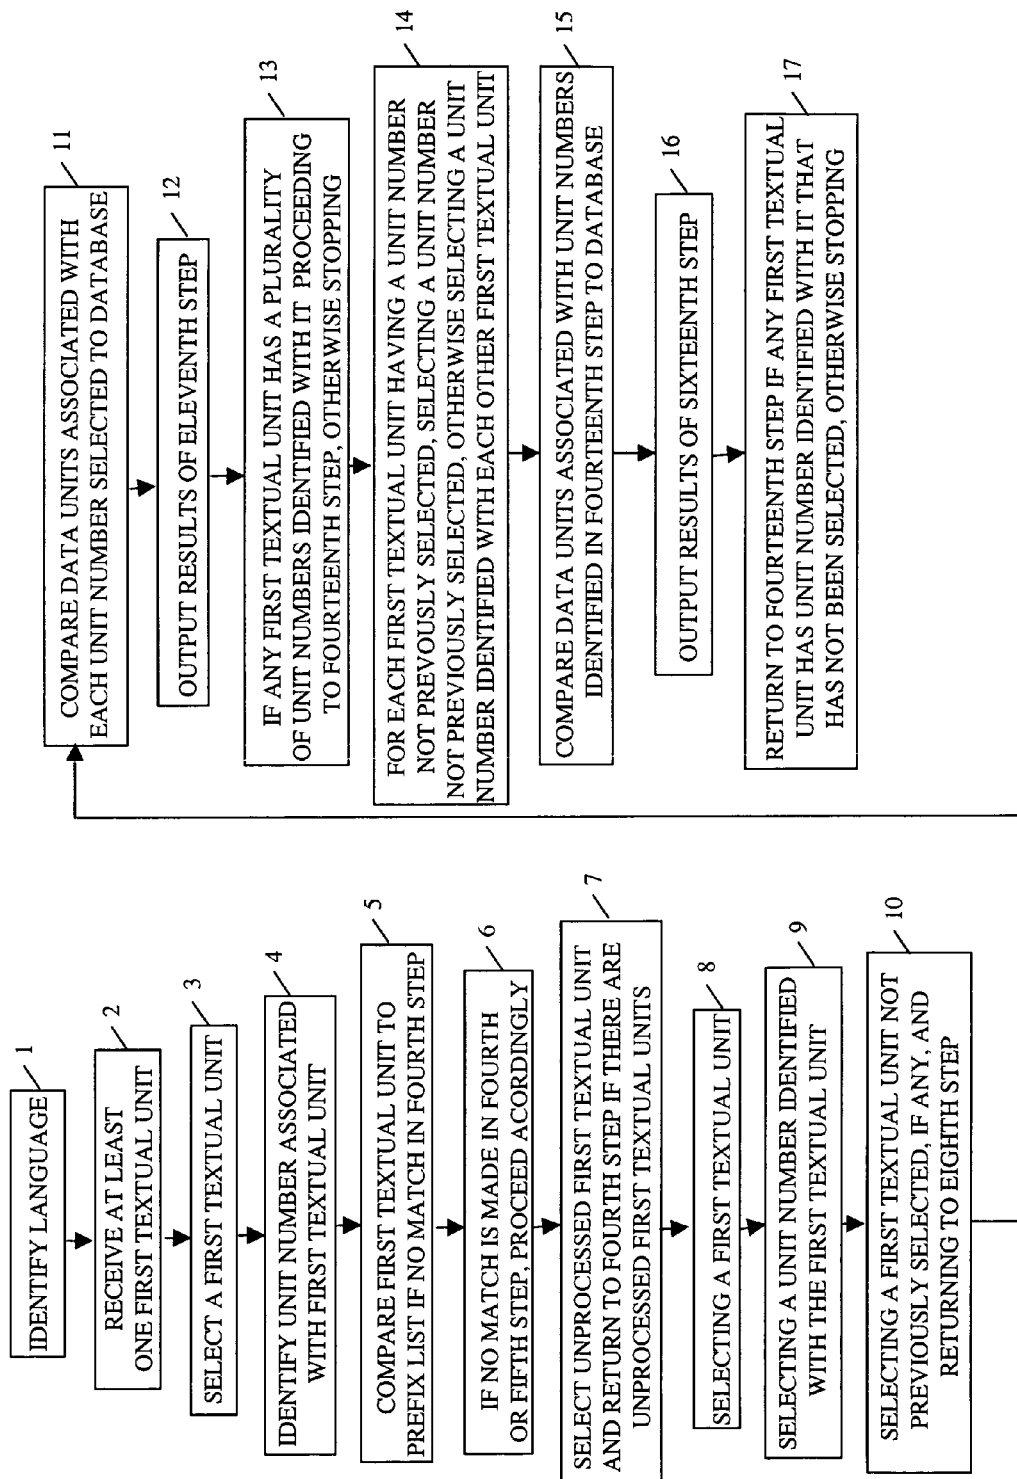 1
IDENTIFY LANGUAGE
2
RECEIVE AT LEAST
ONE FIRST TEXTUAL UNIT
3
SELECT A FIRST TEXTUAL UNIT
4
IDENTIFY UNIT NUMBER ASSOCIATED
WITH FIRST TEXTUAL UNIT
5
COMPARE FIRST TEXTUAL UNIT TO
PREFIX LIST IF NO MATCH IN FOURTH STEP
6
IF NO MATCH IS MADE IN FOURTH
OR FIFTH STEP, PROCEED ACORDINGLY
7
SELECT UNPROCESSED FIRST TEXTUAL UNIT
AND RETURN TO FOURTH STEP IF THERE ARE
UNPROCESSED FIRST TEXTUAL UNITS
8
SELECTING A FIRST TEXTUAL UNIT
9
SELECTING A UNIT NUMBER IDENTIFIED
WITH THE FIRST TEXTUAL UNIT
10
SELECTING A FIRST TEXTUAL UNIT NOT
PREVIOUSLY SELECTED, IF ANY, AND
RETURNING TO EIGHTH STEP
11
COMPARE DATA UNITS ASSOCIATED WITH
EACH UNIT NUMBER SELECTED TO DATABASE
12
OUTPUT RESULTS OF ELEVENTH STEP
13
IF ANY FIRST TEXTUAL UNIT HAS A PLURALITY
OF UNIT NUMBERS IDENTIFIED WITH IT PROCEEDING
TO FOURTEENTH STEP, OTHERWISE STOPPING
14
FOR EACH FIRST TEXTUAL UNIT HAVING A UNIT NUMBER
NOT PREVOUSLY SELECTED, SELECTING A UNIT NUMBER
NOT PREVIOUSLY SELECTED, OTHERWISE SELECTING A UNIT
NUMBER IDENTIFIED WITH EACH OTHER FIRST TEXTUAL UNIT
15
COMPARE DATA UNITS ASSOCIATED WITH UNIT NUMBERS
IDENTIFIED IN FOURTEENTH STEP TO DATABASE
16
OUTPUT RESULTS OF SIXTEENTH STEP
17
RETURN TO FOURTEENTH STEP IF ANY FIRST TEXTUAL
UNIT HAS UNIT NUMBER IDENTIFIED WITH IT THAT
HAS NOT BEEN SELECTED, OTHERWISE STOPPING